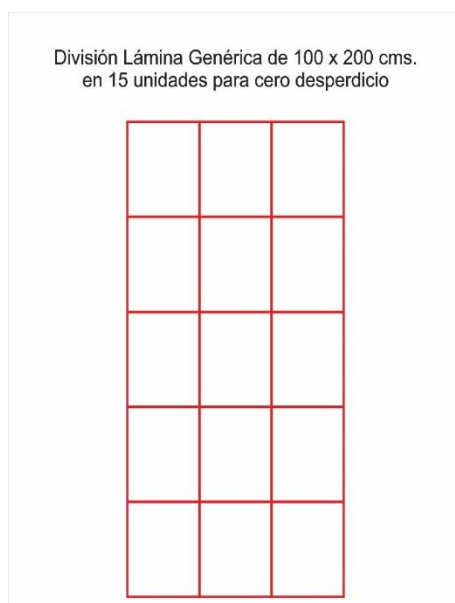 División Lámina Genérica de 100 x 200 cms.
en 15 unidades para cero desperdicio